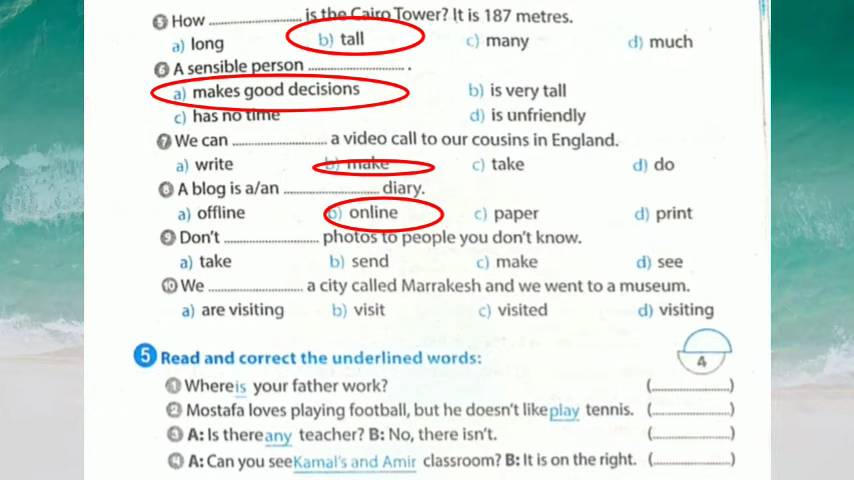 5 How .................... is the Cairo Tower? It is 187 metres.
a) long b) tall c) many d) much
6 A sensible person .................... .
a) makes good decisions b) is very tall
c) has no time d) is unfriendly
7 We can .................... a video call to our cousins in England.
a) write b) make c) take d) do
8 A blog is a/an .................... diary.
a) offline b) online c) paper d) print
9 Don't .................... photos to people you don't know.
a) take b) send c) make d) see
10 We .................... a city called Marrakesh and we went to a museum.
a) are visiting b) visit c) visited d) visiting
5 Read and correct the underlined words:
4
1 Where is your father work? (....................)
2 Mostafa loves playing football, but he doesn't like play tennis. (....................)
3 A: Is there any teacher? B: No, there isn't. (....................)
4 A: Can you see Kamal's and Amir classroom? B: It is on the right. (....................)